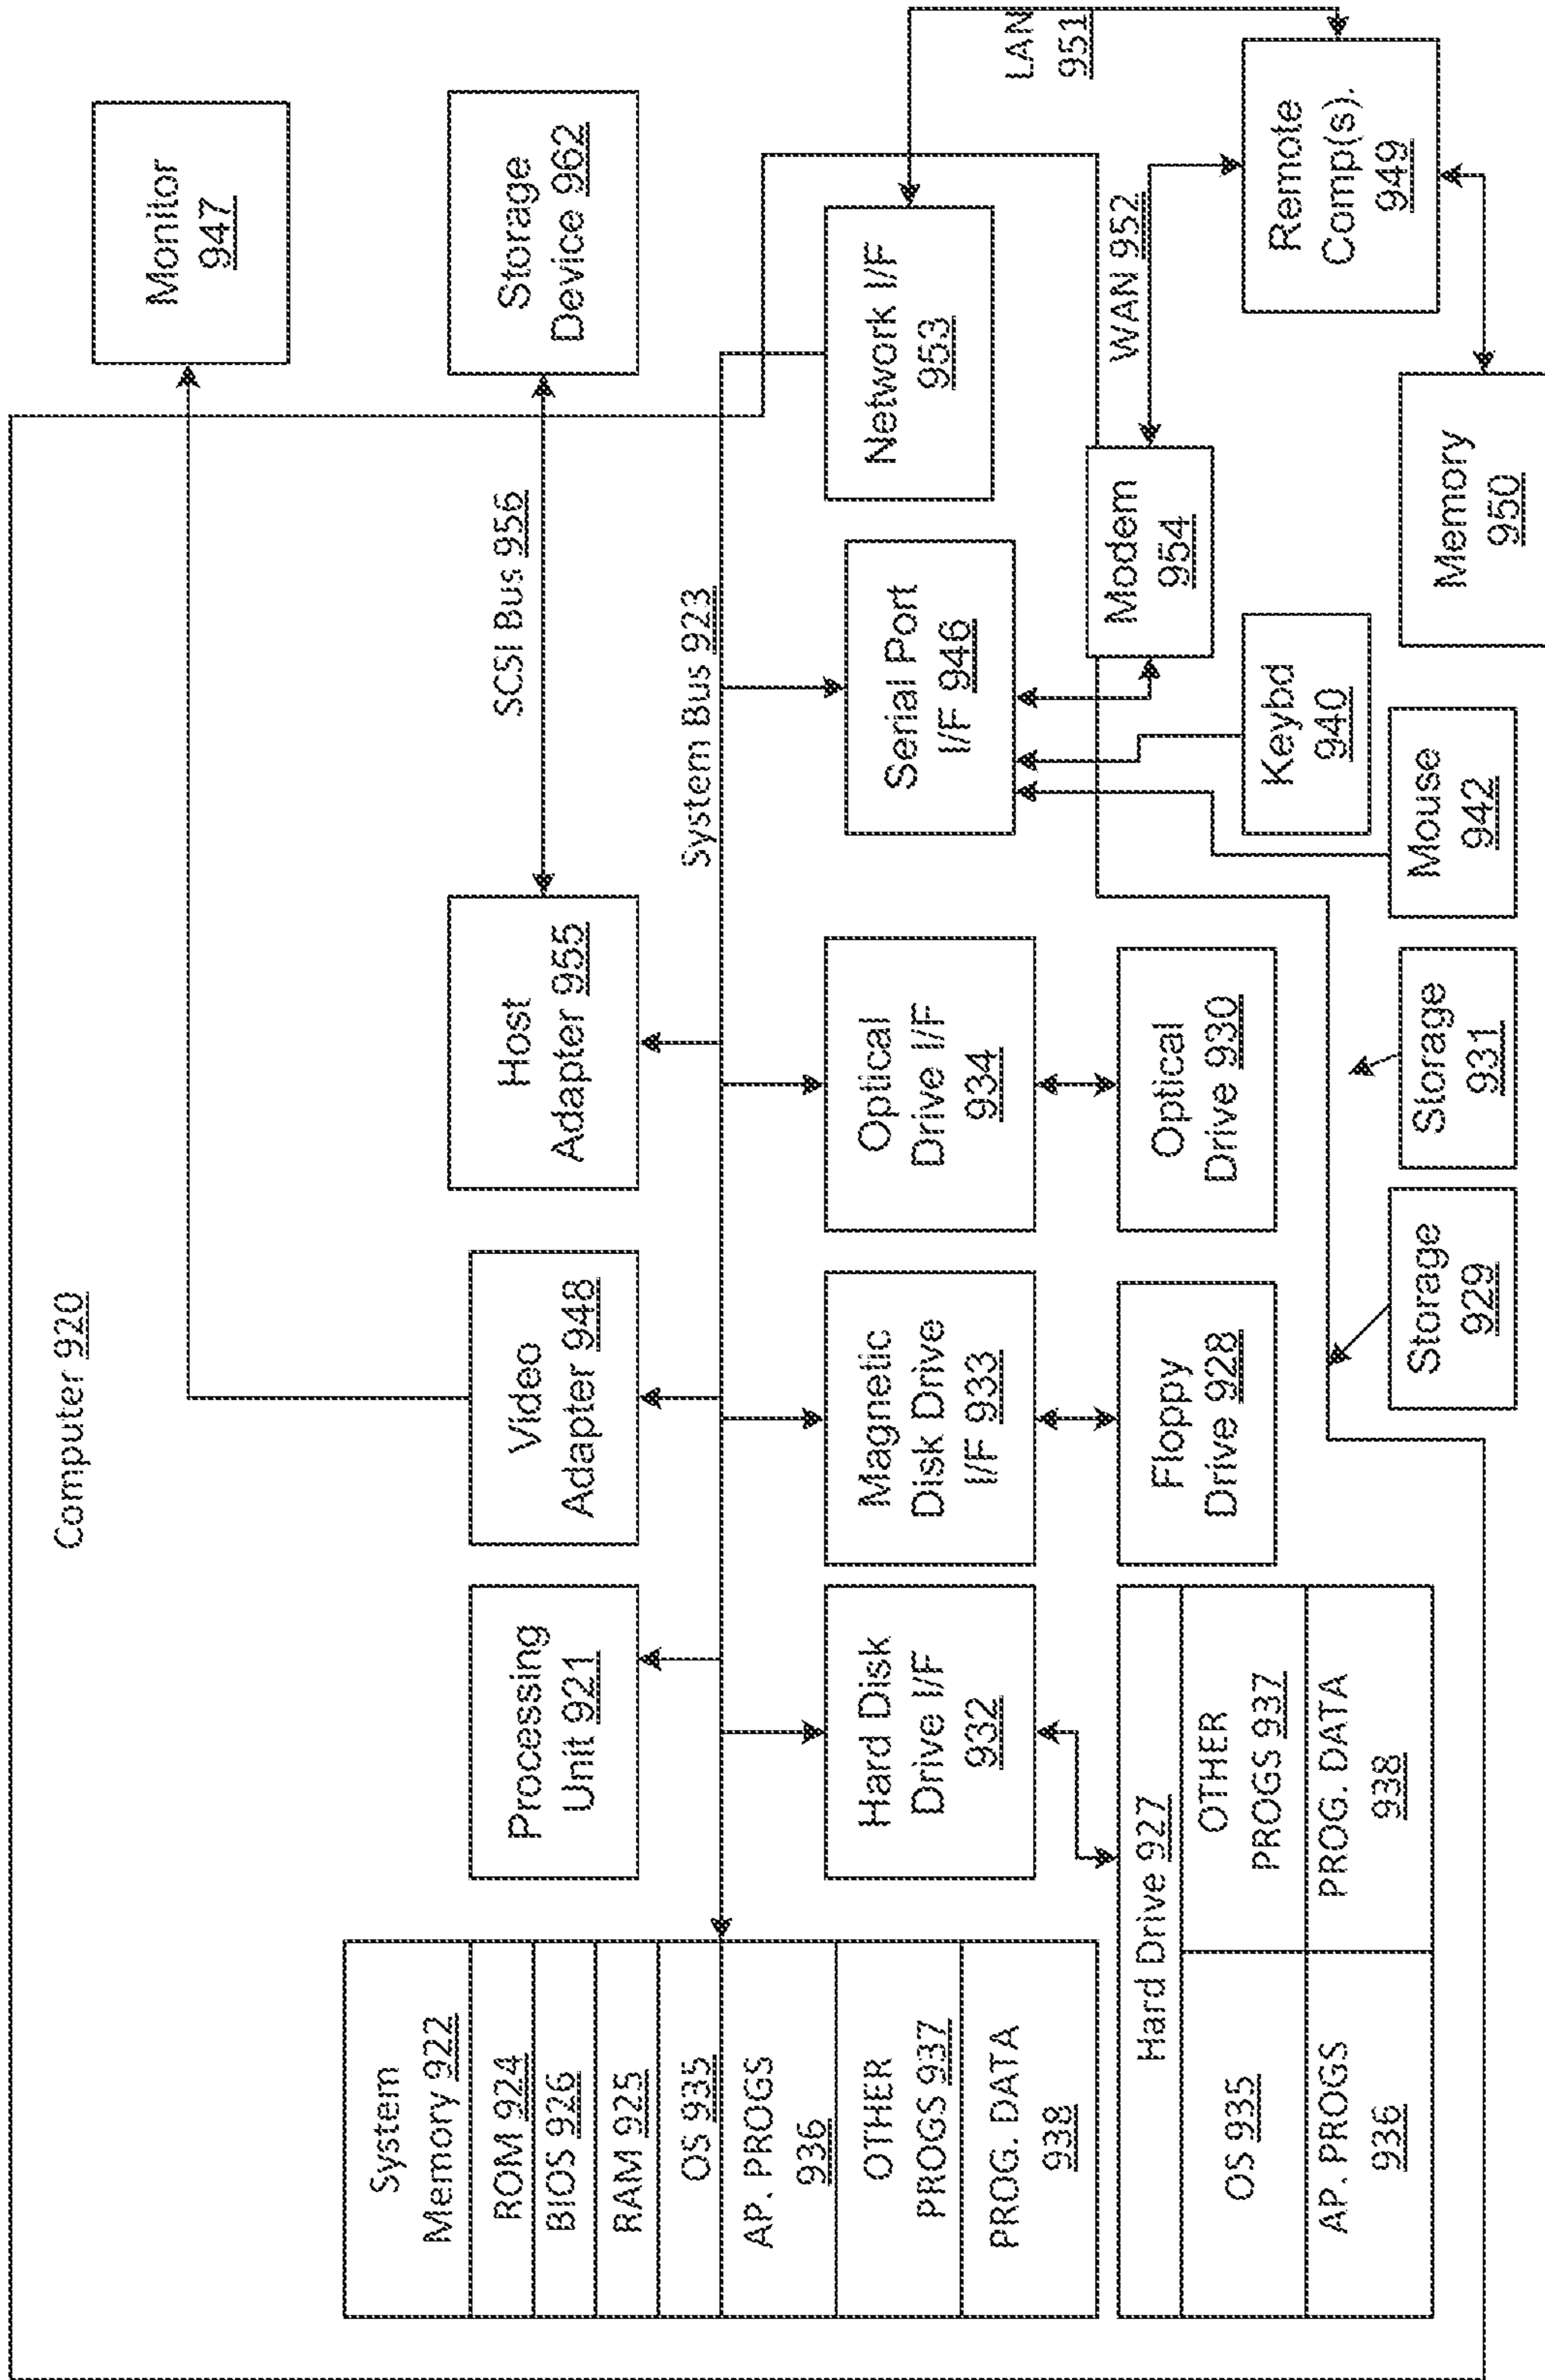 Computer 920
Monitor
947
System
Memory 922
ROM 924
BIOS 926
RAM 925
OS 935
AP. PROGS
936
OTHER
PROGS 937
PROG. DATA
938
Processing
Unit 921
Video
Adapter 948
Host
Adapter 955
SCSI Bus 956
Storage
Device 962
System Bus 923
Hard Disk
Drive I/F
932
Magnetic
Disk Drive
I/F 933
Optical
Drive I/F
934
Serial Port
I/F 946
Network I/F
953
LAN
951
Hard Drive 927
OS 935
OTHER
PROGS 937
AP. PROGS
936
PROG. DATA
938
Floppy
Drive 928
Optical
Drive 930
Modem
954
WAN 952
Remote
Comp(s).
949
Keybd
940
Storage
929
Storage
931
Mouse
942
Memory
950